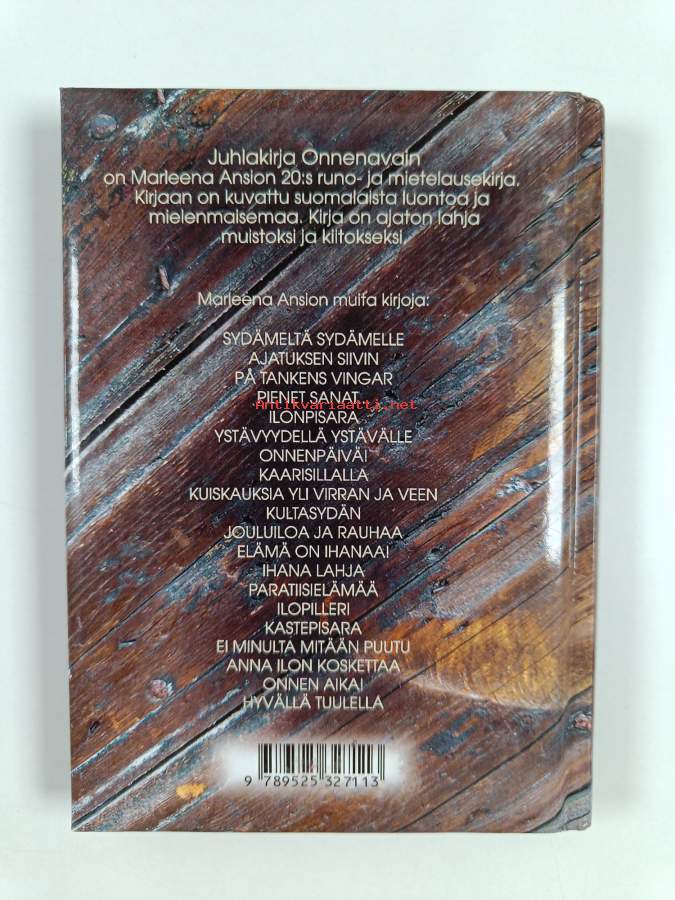 Juhlakirja Onnenavain
on Marleena Ansion 20:s runo- ja mietelausekirja.
Kirjaan on kuvattu suomalaista luontoa ja
mielenmaisemaa. Kirja on ajaton lahja
muistoksi ja kiitokseksi.
Marleena Ansion muita kirjoja:
SYDÄMELTÄ SYDÄMELLE
AJATUKSEN SIIVIN
PÅ TANKENS VINGAR
PIENET SANAT
antikvariaatti.net
ILONPISARA
YSTÄVYYDELLÄ YSTÄVÄLLE
ONNENPÄIVÄ!
KAARISILLALLA
KUISKAUKSIA YLI VIRRAN JA VEEN
KULTASYDÄN
JOULUILOA JA RAUHAA
ELÄMÄ ON IHANAA!
IHANA LAHJA
PARATIISIELÄMÄÄ
ILOPILLERI
KASTEPISARA
EI MINULTA MITÄÄN PUUTU
ANNA ILON KOSKETTAA
ONNEN AIKA!
HYVÄLLÄ TUULELLA
9 789525 327113